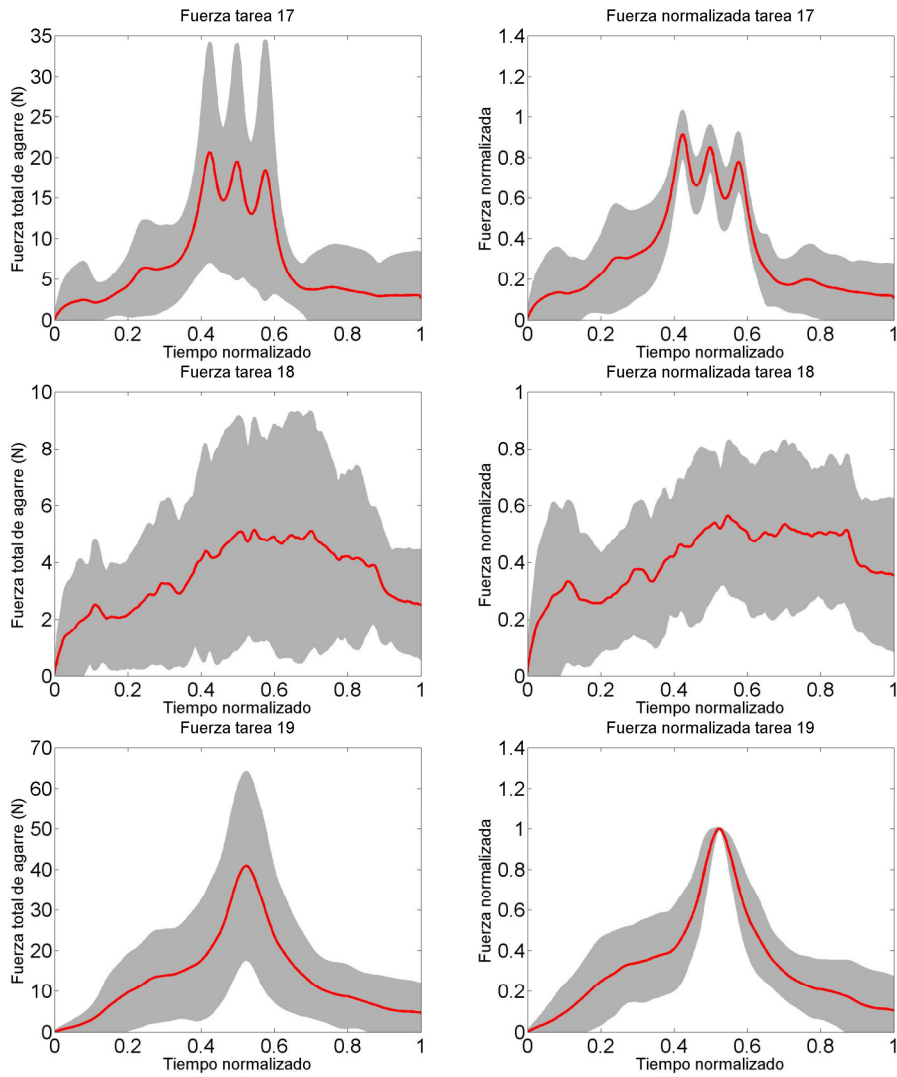 Fuerza tarea 17
Fuerza total de agarre (N)
35
30
25
20
15
10
5
0
0 0.2 0.4 0.6 0.8 1
Tiempo normalizado
Fuerza normalizada tarea 17
Fuerza normalizada
1.4
1.2
1
0.8
0.6
0.4
0.2
0
0 0.2 0.4 0.6 0.8 1
Tiempo normalizado
Fuerza tarea 18
Fuerza total de agarre (N)
10
8
6
4
2
0
0 0.2 0.4 0.6 0.8 1
Tiempo normalizado
Fuerza normalizada tarea 18
Fuerza normalizada
1
0.8
0.6
0.4
0.2
0
0 0.2 0.4 0.6 0.8 1
Tiempo normalizado
Fuerza tarea 19
Fuerza total de agarre (N)
70
60
50
40
30
20
10
0
0 0.2 0.4 0.6 0.8 1
Tiempo normalizado
Fuerza normalizada tarea 19
Fuerza normalizada
1.4
1.2
1
0.8
0.6
0.4
0.2
0
0 0.2 0.4 0.6 0.8 1
Tiempo normalizado